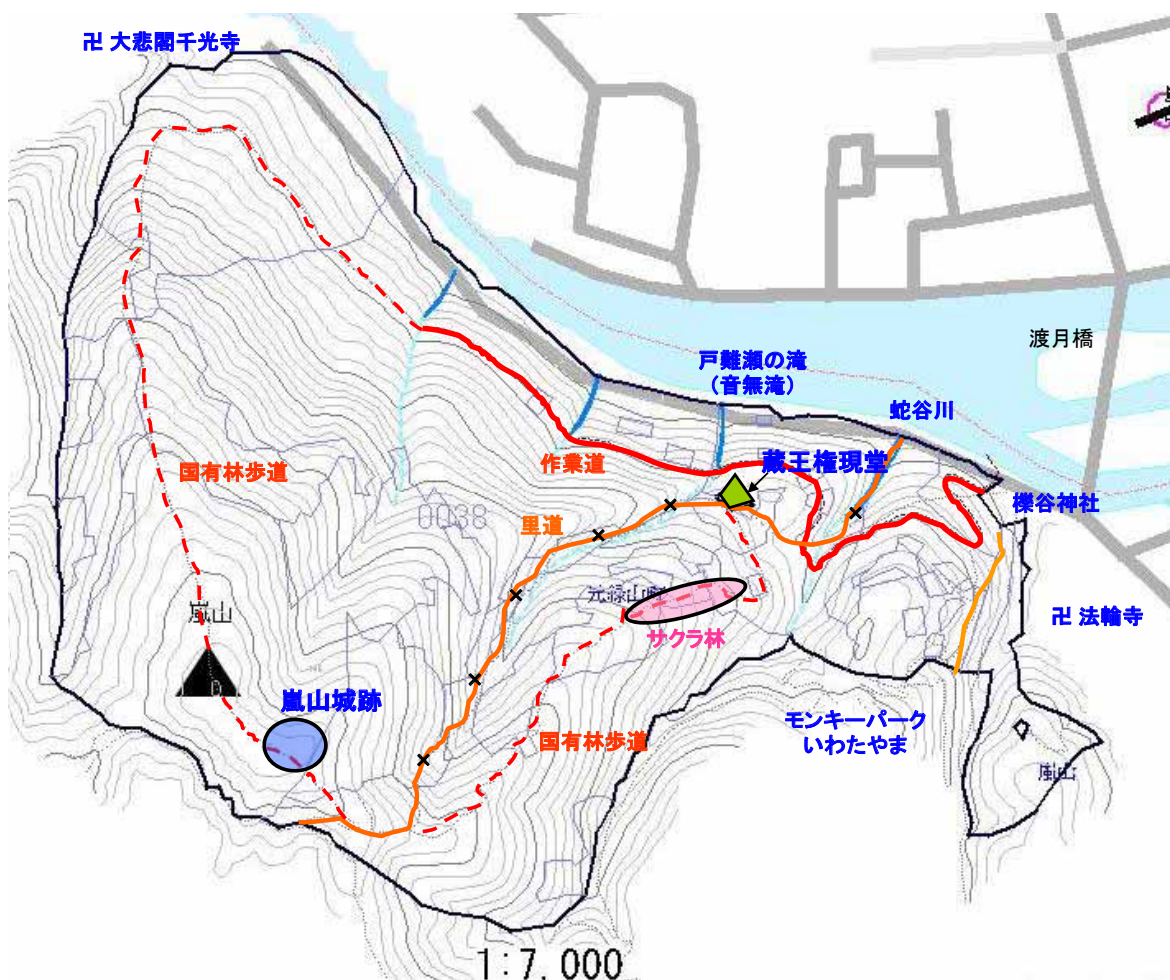 卍 大悲閣千光寺
渡月橋
戸難瀬の滝
（音無滝）
蛇谷川
国有林歩道
作業道
蔵王権現堂
櫟谷神社
0038
里道
嵐山
サクラ林
卍 法輪寺
嵐山城跡
国有林歩道
モンキーパーク
いわたやま
嵐山
1:7,000